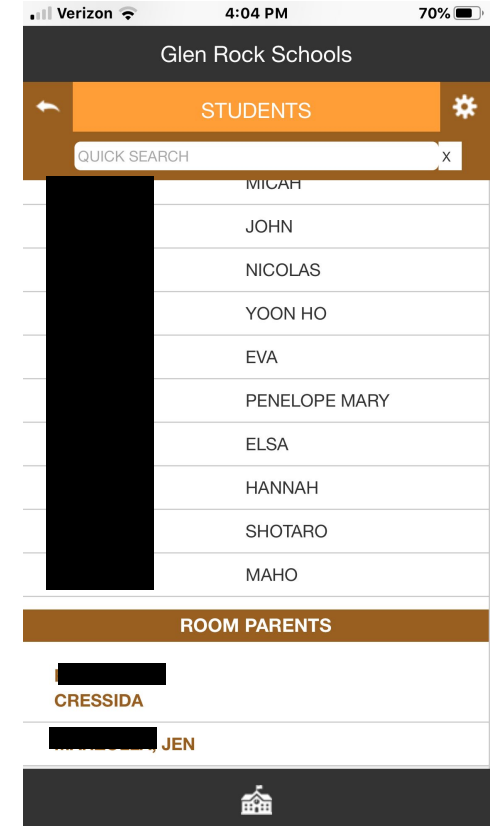 Verizon 4:04 PM 70%
Glen Rock Schools
STUDENTS
QUICK SEARCH X
MICAH
JOHN
NICOLAS
YOON HO
EVA
PENELOPE MARY
ELSA
HANNAH
SHOTARO
MAHO
ROOM PARENTS
CRESSIDA
, JEN